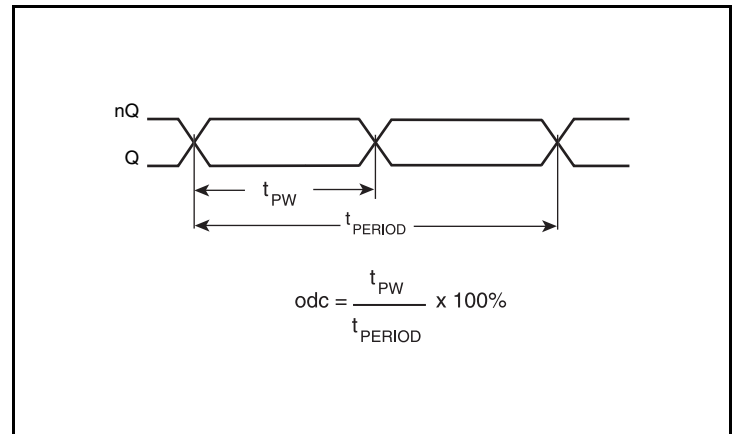 nQ
Q
tPW
tPERIOD
odc = tPW / tPERIOD x 100%